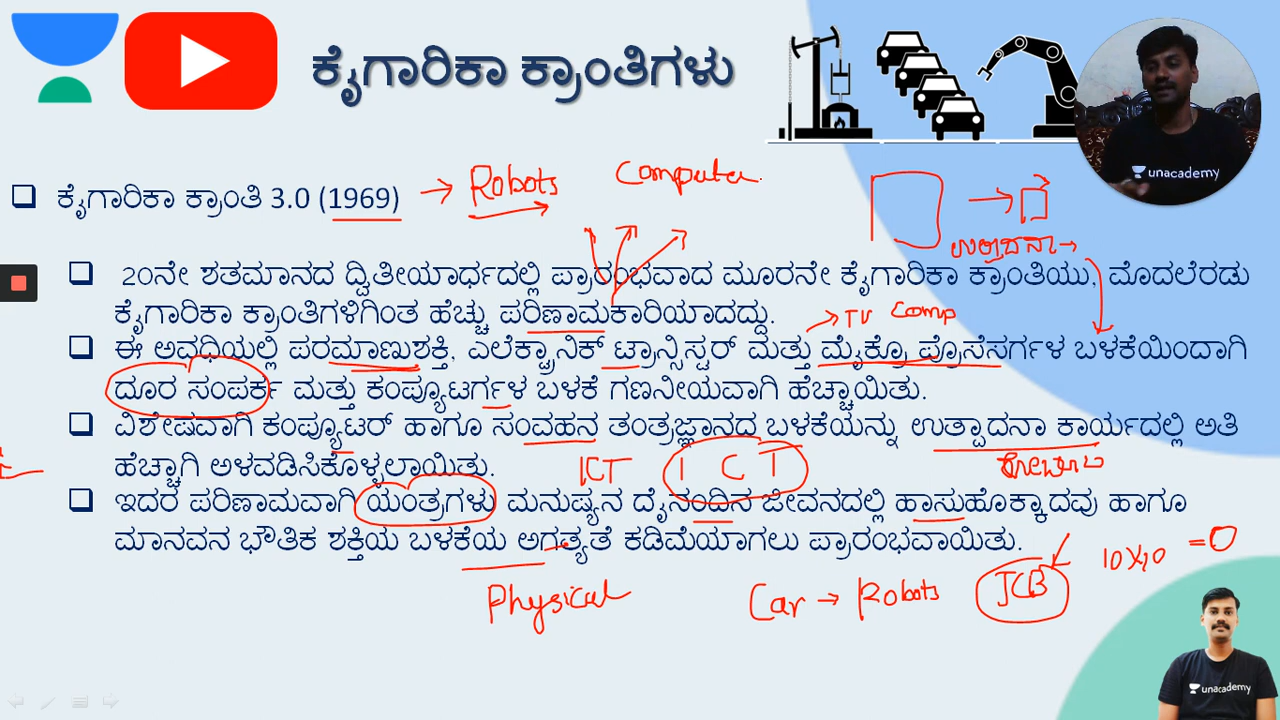 ಕೈಗಾರಿಕಾ ಕ್ರಾಂತಿಗಳು
unacademy
ಕೈಗಾರಿಕಾ ಕ್ರಾಂತಿ 3.0 (1969) → Robots Computer
ಉತ್ಪಾದನಾ→
20ನೇ ಶತಮಾನದ ದ್ವಿತೀಯಾರ್ಧದಲ್ಲಿ ಪ್ರಾರಂಭವಾದ ಮೂರನೇ ಕೈಗಾರಿಕಾ ಕ್ರಾಂತಿಯು, ಮೊದಲೆರಡು
ಕೈಗಾರಿಕಾ ಕ್ರಾಂತಿಗಳಿಗಿಂತ ಹೆಚ್ಚು ಪರಿಣಾಮಕಾರಿಯಾದದ್ದು.
→ TV Comp
ಈ ಅವಧಿಯಲ್ಲಿ ಪರಮಾಣುಶಕ್ತಿ, ಎಲೆಕ್ಟ್ರಾನಿಕ್ ಟ್ರಾನ್ಸಿಸ್ಟರ್ ಮತ್ತು ಮೈಕ್ರೊ ಪ್ರೊಸೆಸರ್ಗಳ ಬಳಕೆಯಿಂದಾಗಿ
ದೂರ ಸಂಪರ್ಕ ಮತ್ತು ಕಂಪ್ಯೂಟರ್ಗಳ ಬಳಕೆ ಗಣನೀಯವಾಗಿ ಹೆಚ್ಚಾಯಿತು.
ವಿಶೇಷವಾಗಿ ಕಂಪ್ಯೂಟರ್ ಹಾಗೂ ಸಂವಹನ ತಂತ್ರಜ್ಞಾನದ ಬಳಕೆಯನ್ನು ಉತ್ಪಾದನಾ ಕಾರ್ಯದಲ್ಲಿ ಅತಿ
ಹೆಚ್ಚಾಗಿ ಅಳವಡಿಸಿಕೊಳ್ಳಲಾಯಿತು. ICT I C T
ಇದರ ಪರಿಣಾಮವಾಗಿ ಯಂತ್ರಗಳು ಮನುಷ್ಯನ ದೈನಂದಿನ ಜೀವನದಲ್ಲಿ ಹಾಸುಹೊಕ್ಕಾದವು ಹಾಗೂ
ಮಾನವನ ಭೌತಿಕ ಶಕ್ತಿಯ ಬಳಕೆಯ ಅಗತ್ಯತೆ ಕಡಿಮೆಯಾಗಲು ಪ್ರಾರಂಭವಾಯಿತು.
Physical Car → Robots JCB 10x10 =0
unacademy